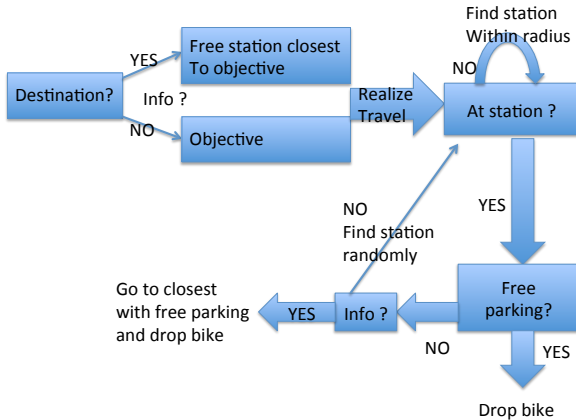 Find station
Within radius
NO
YES
Free station closest
To objective
Destination?
Info ?
Realize
Travel
At station ?
NO
Objective
YES
NO
Find station
randomly
Free
parking?
Go to closest
with free parking
and drop bike
YES
Info ?
NO
YES
Drop bike